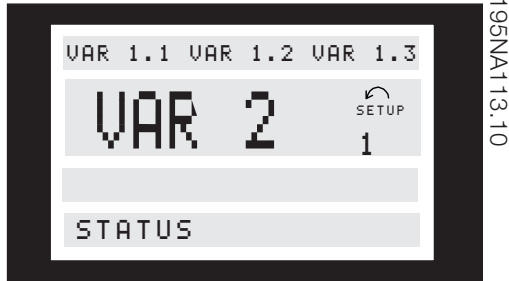 VAR 1.1 VAR 1.2 VAR 1.3
VAR 2
SETUP
1
STATUS
195NA113.10